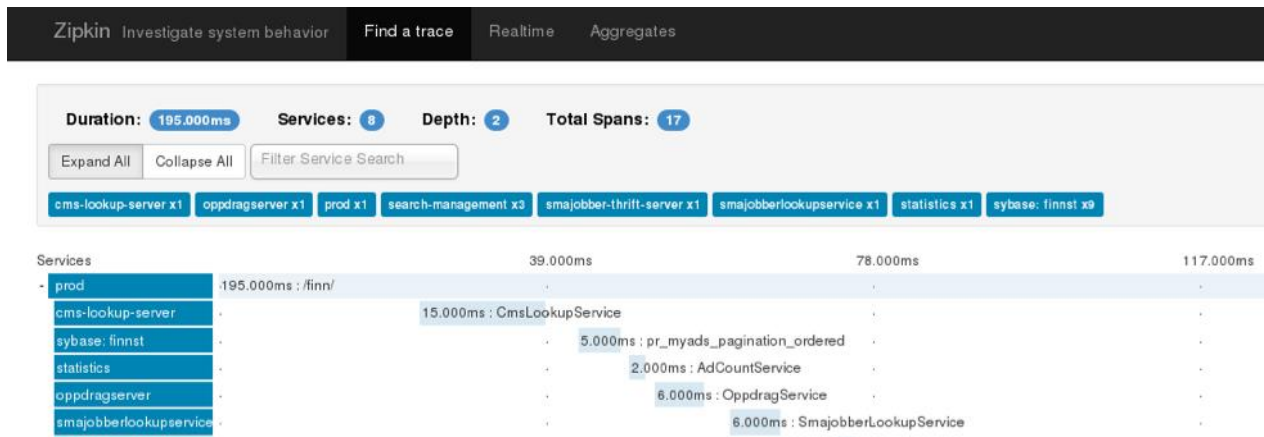 Zipkin Investigate system behavior Find a trace Realtime Aggregates
Duration: 195.000ms Services: 8 Depth: 2 Total Spans: 17
Expand All Collapse All Filter Service Search
cms-lookup-server x1 oppdragserver x1 prod x1 search-management x3 smajobber-thrift-server x1 smajobberlookupservice x1 statistics x1 sybase: finnst x9
Services 39.000ms 78.000ms 117.000ms
- prod 195.000ms : /finn/
cms-lookup-server 15.000ms : CmsLookupService
sybase: finnst 5.000ms : pr_myads_pagination_ordered
statistics 2.000ms : AdCountService
oppdragserver 6.000ms : OppdragService
smajobberlookupservice 6.000ms : SmajobberLookupService